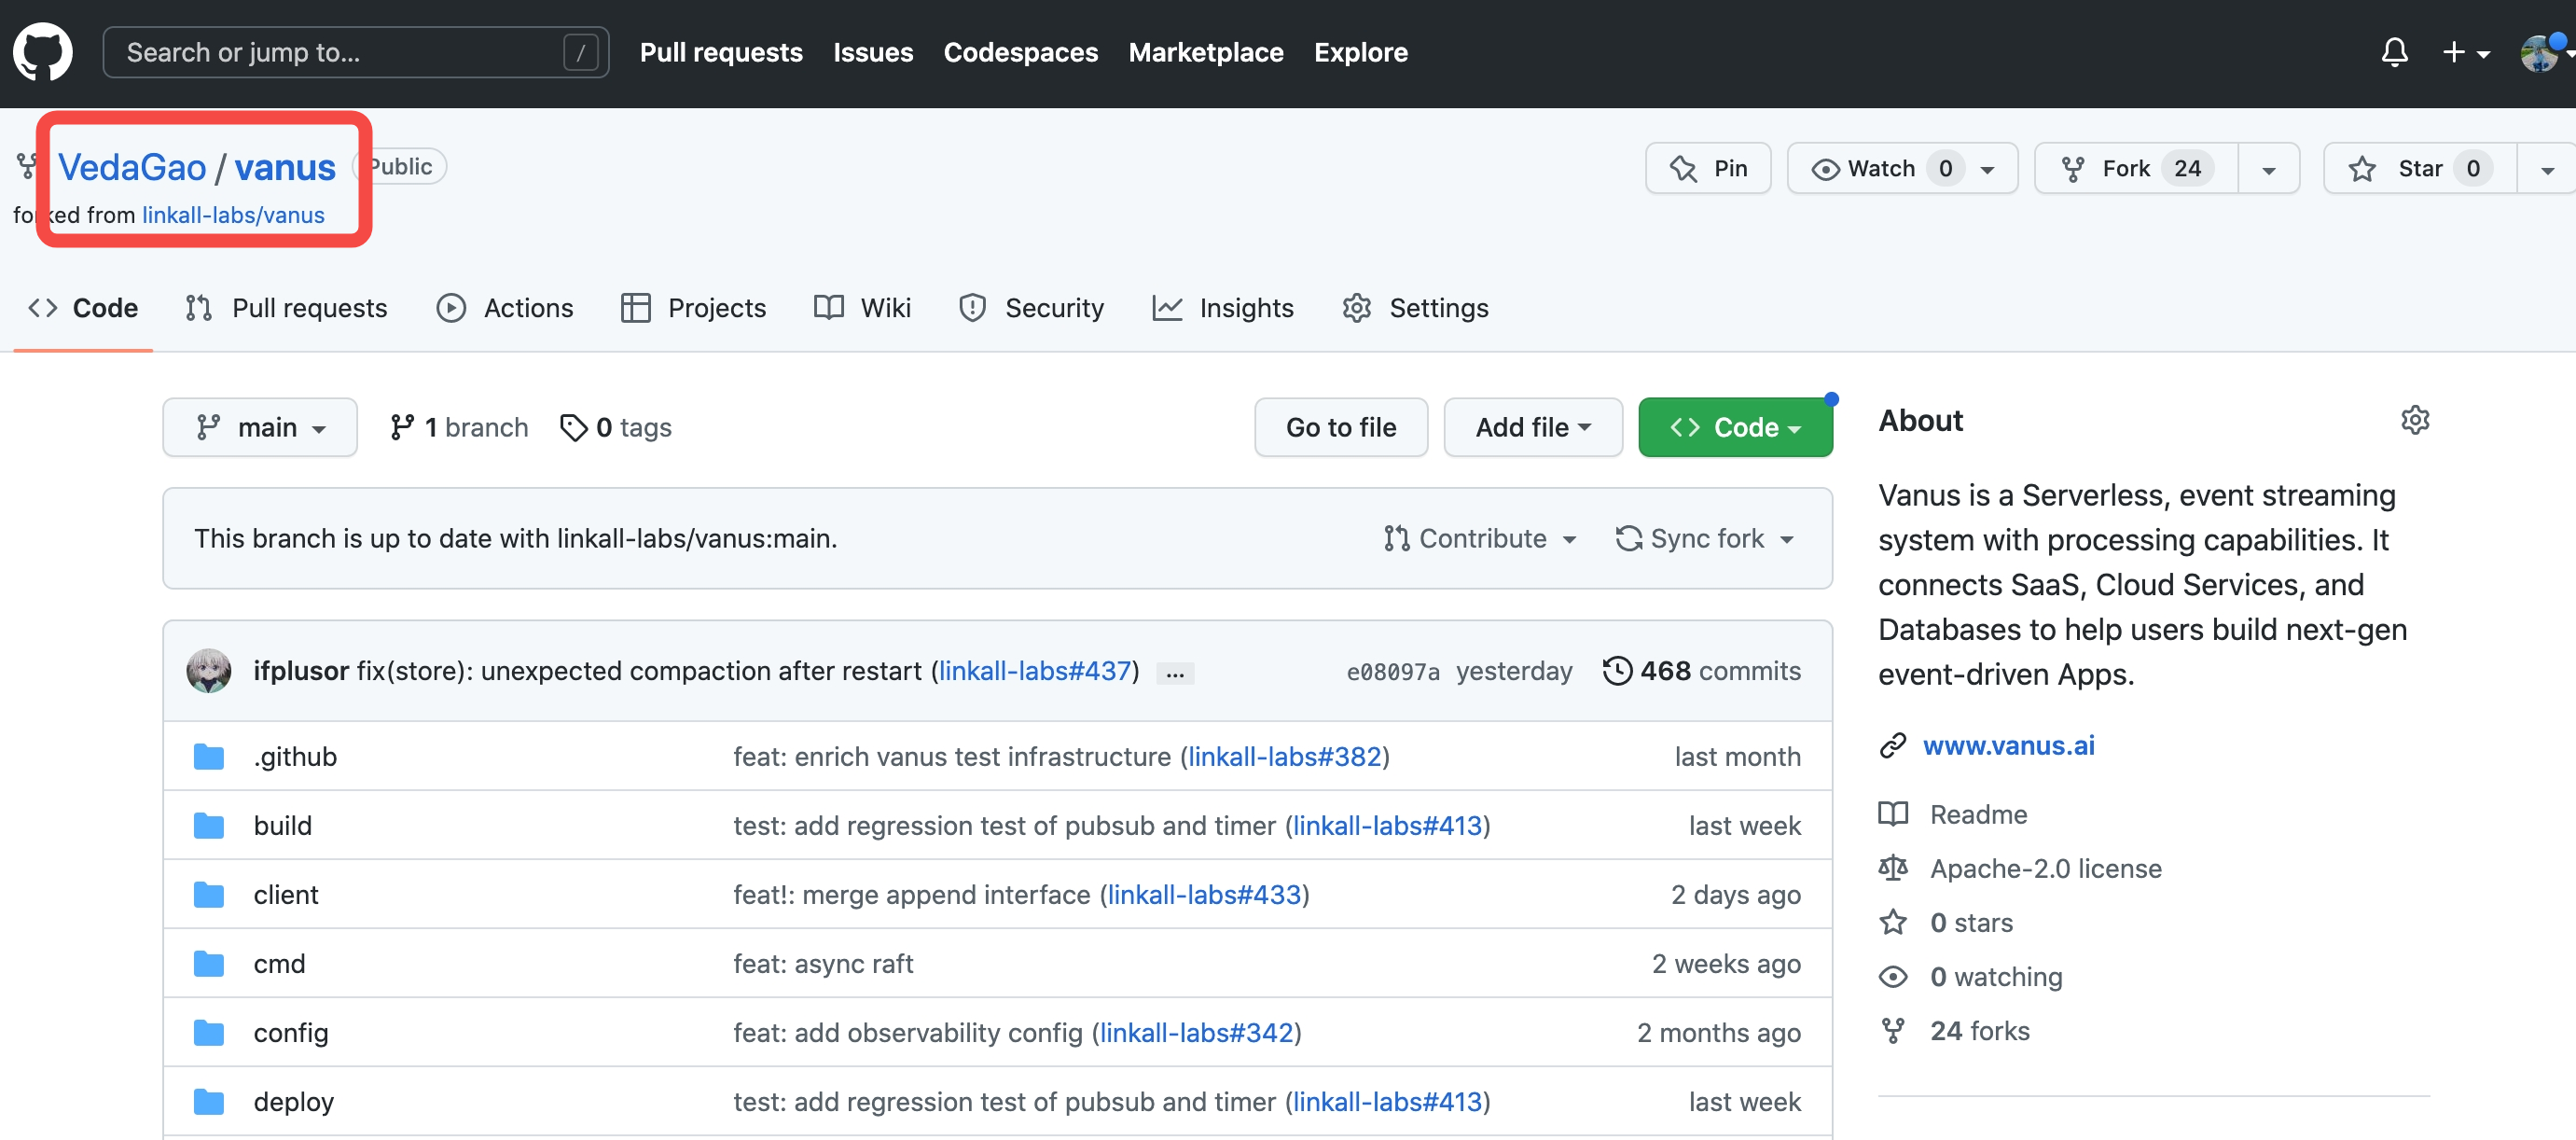 Search or jump to... / Pull requests Issues Codespaces Marketplace Explore
VedaGao / vanus Public Pin Watch 0 Fork 24 Star 0
forked from linkall-labs/vanus
Code Pull requests Actions Projects Wiki Security Insights Settings
main 1 branch 0 tags Go to file Add file Code
This branch is up to date with linkall-labs/vanus:main. Contribute Sync fork
ifplusor fix(store): unexpected compaction after restart (linkall-labs#437) ... e08097a yesterday 468 commits
.github feat: enrich vanus test infrastructure (linkall-labs#382) last month
build test: add regression test of pubsub and timer (linkall-labs#413) last week
client feat!: merge append interface (linkall-labs#433) 2 days ago
cmd feat: async raft 2 weeks ago
config feat: add observability config (linkall-labs#342) 2 months ago
deploy test: add regression test of pubsub and timer (linkall-labs#413) last week
About
Vanus is a Serverless, event streaming
system with processing capabilities. It
connects SaaS, Cloud Services, and
Databases to help users build next-gen
event-driven Apps.
www.vanus.ai
Readme
Apache-2.0 license
0 stars
0 watching
24 forks